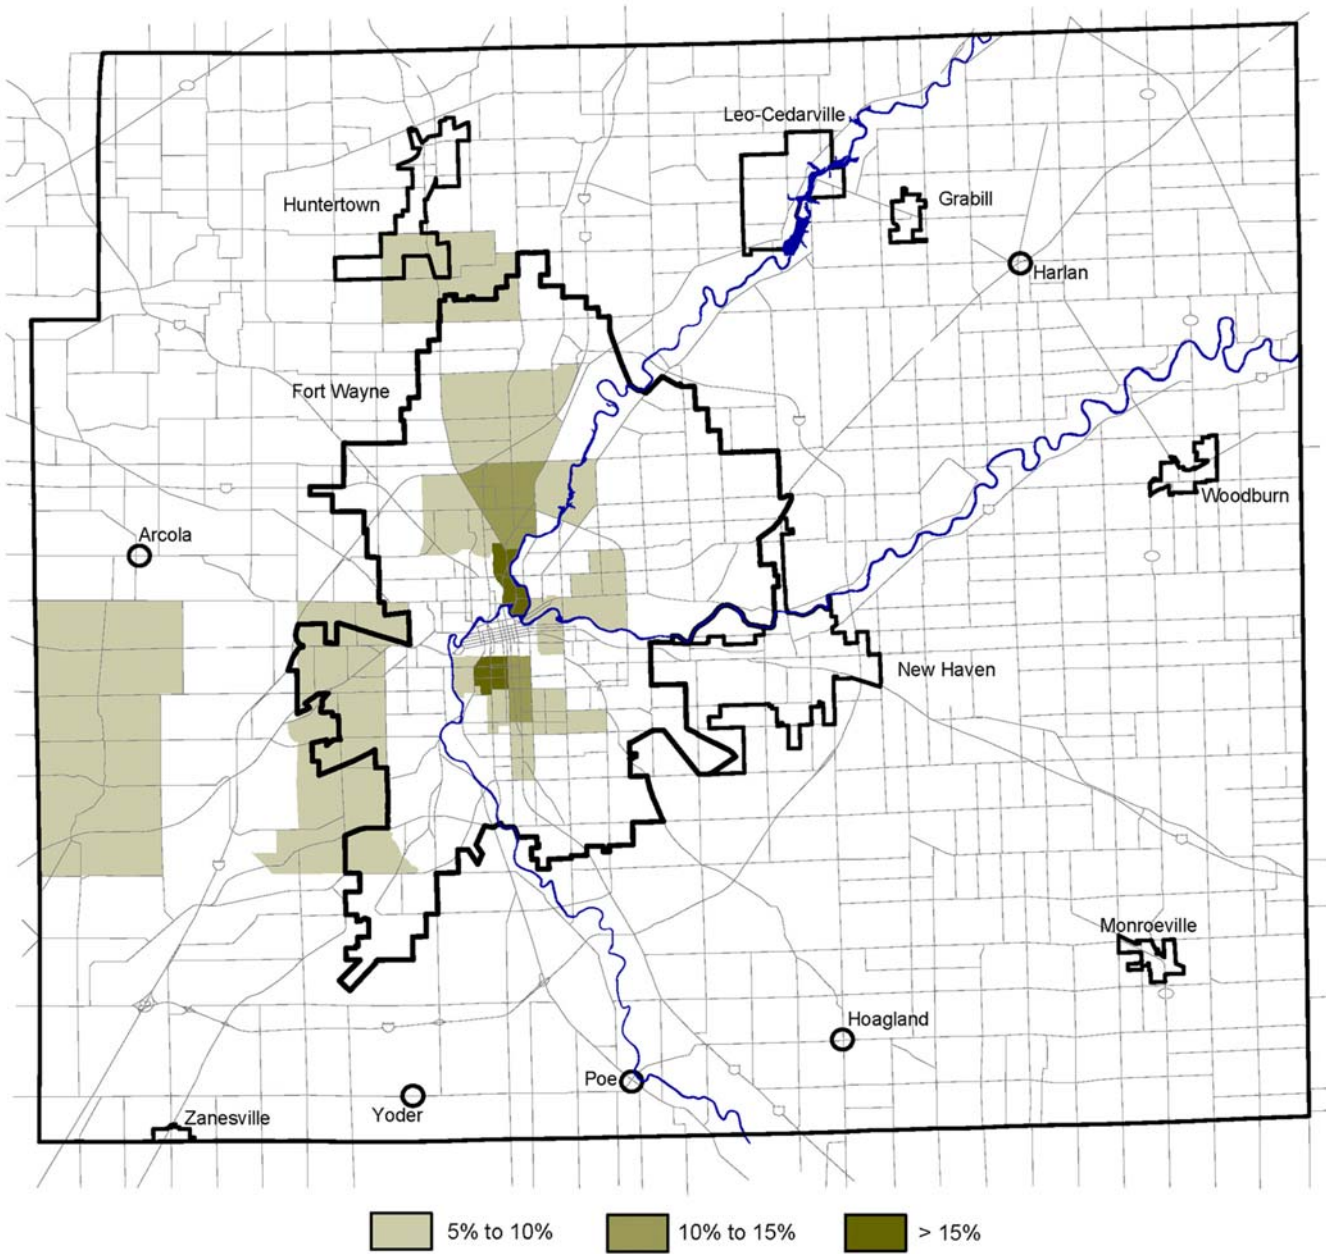 Leo-Cedarville
Huntertown
Grabill
Harlan
Fort Wayne
Woodburn
Arcola
New Haven
Monroeville
Hoagland
Poe
Yoder
Zanesville
5% to 10%
10% to 15%
> 15%